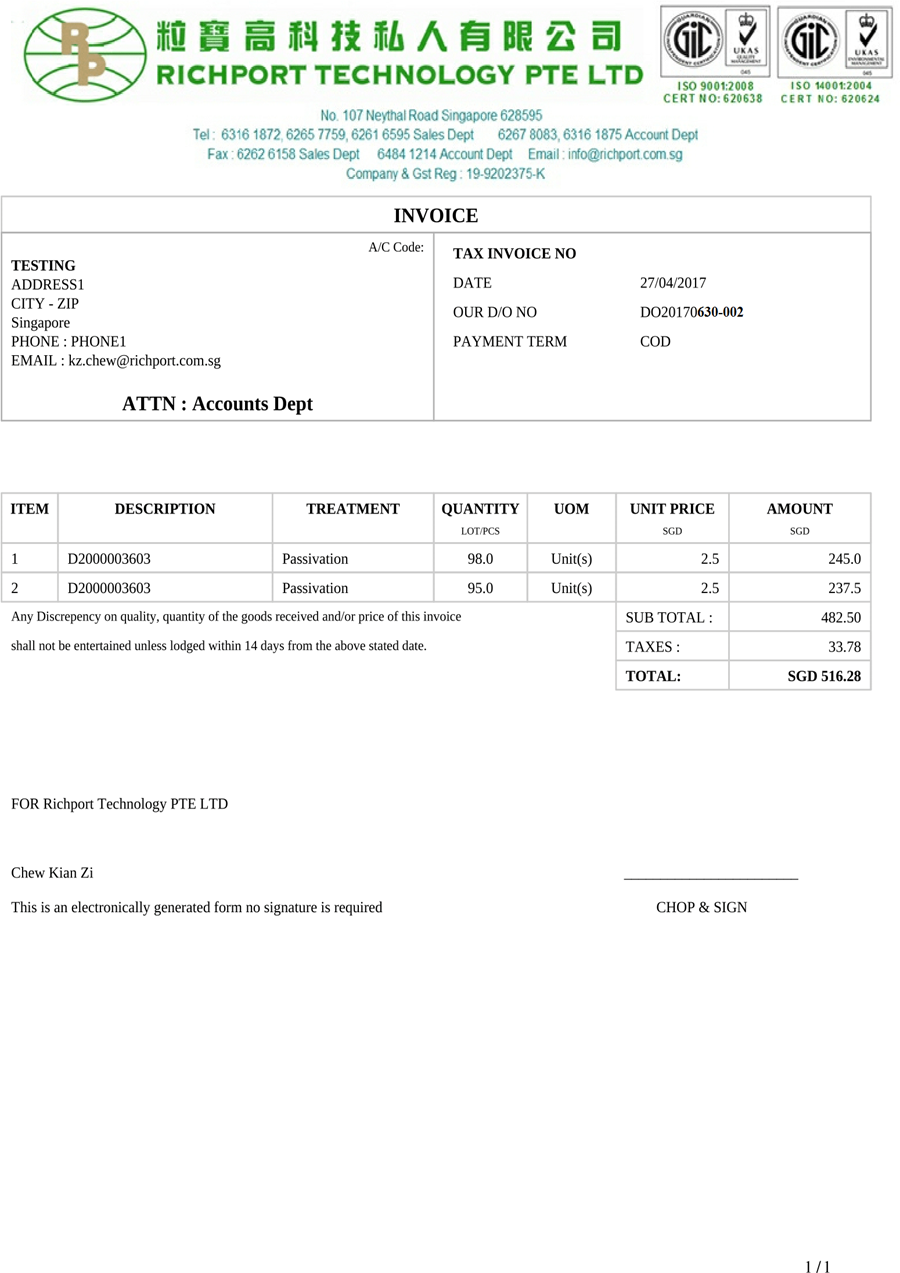 R P
粒寶高科技私人有限公司
RICHPORT TECHNOLOGY PTE LTD
GUARDIAN INDEPENDENT CERTIFICATION
GIC
UKAS
QUALITY MANAGEMENT
045
ISO 9001:2008
CERT NO: 620638
GUARDIAN INDEPENDENT CERTIFICATION
GIC
UKAS
ENVIRONMENTAL MANAGEMENT
045
ISO 14001:2004
CERT NO: 620624
No. 107 Neythal Road Singapore 628595
Tel : 6316 1872, 6265 7759, 6261 6595 Sales Dept 6267 8083, 6316 1875 Account Dept
Fax : 6262 6158 Sales Dept 6484 1214 Account Dept Email : info@richport.com.sg
Company & Gst Reg : 19-9202375-K
INVOICE
A/C Code:
TESTING
ADDRESS1
CITY - ZIP
Singapore
PHONE : PHONE1
EMAIL : kz.chew@richport.com.sg
ATTN : Accounts Dept
TAX INVOICE NO
DATE 27/04/2017
OUR D/O NO DO20170630-002
PAYMENT TERM COD
ITEM DESCRIPTION TREATMENT QUANTITY UOM UNIT PRICE AMOUNT
LOT/PCS SGD SGD
1 D2000003603 Passivation 98.0 Unit(s) 2.5 245.0
2 D2000003603 Passivation 95.0 Unit(s) 2.5 237.5
Any Discrepency on quality, quantity of the goods received and/or price of this invoice
shall not be entertained unless lodged within 14 days from the above stated date.
SUB TOTAL : 482.50
TAXES : 33.78
TOTAL: SGD 516.28
FOR Richport Technology PTE LTD
Chew Kian Zi
This is an electronically generated form no signature is required
CHOP & SIGN
1 / 1